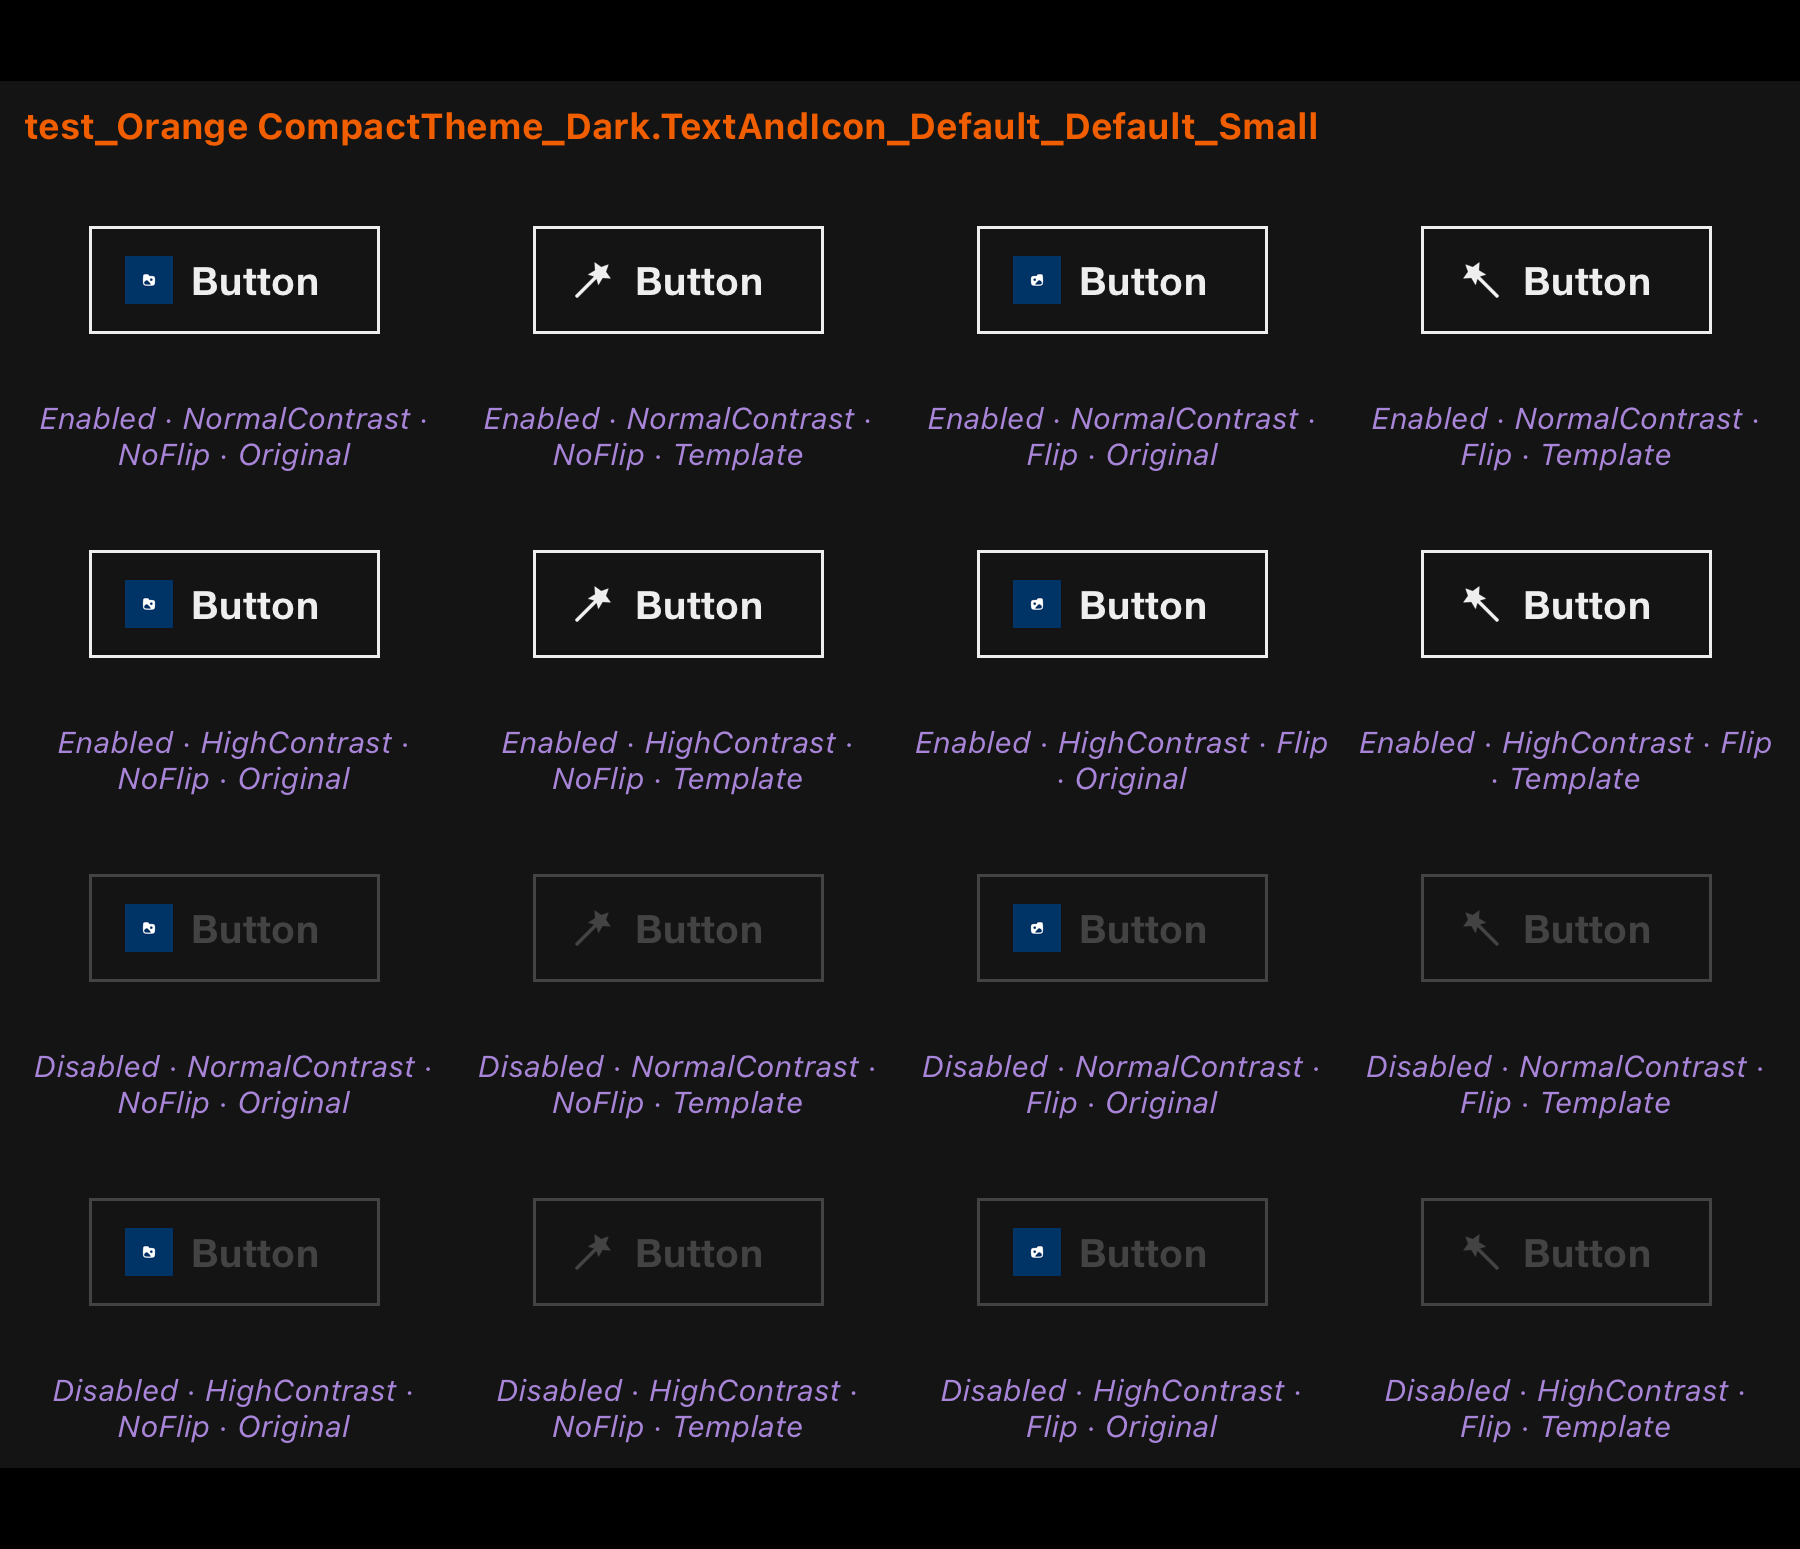 test_Orange CompactTheme_Dark.TextAndIcon_Default_Default_Small
Button
Button
Button
Button
Enabled · NormalContrast ·
NoFlip · Original
Enabled · NormalContrast ·
NoFlip · Template
Enabled · NormalContrast ·
Flip · Original
Enabled · NormalContrast ·
Flip · Template
Button
Button
Button
Button
Enabled · HighContrast ·
NoFlip · Original
Enabled · HighContrast ·
NoFlip · Template
Enabled · HighContrast · Flip
· Original
Enabled · HighContrast · Flip
· Template
Button
Button
Button
Button
Disabled · NormalContrast ·
NoFlip · Original
Disabled · NormalContrast ·
NoFlip · Template
Disabled · NormalContrast ·
Flip · Original
Disabled · NormalContrast ·
Flip · Template
Button
Button
Button
Button
Disabled · HighContrast ·
NoFlip · Original
Disabled · HighContrast ·
NoFlip · Template
Disabled · HighContrast ·
Flip · Original
Disabled · HighContrast ·
Flip · Template